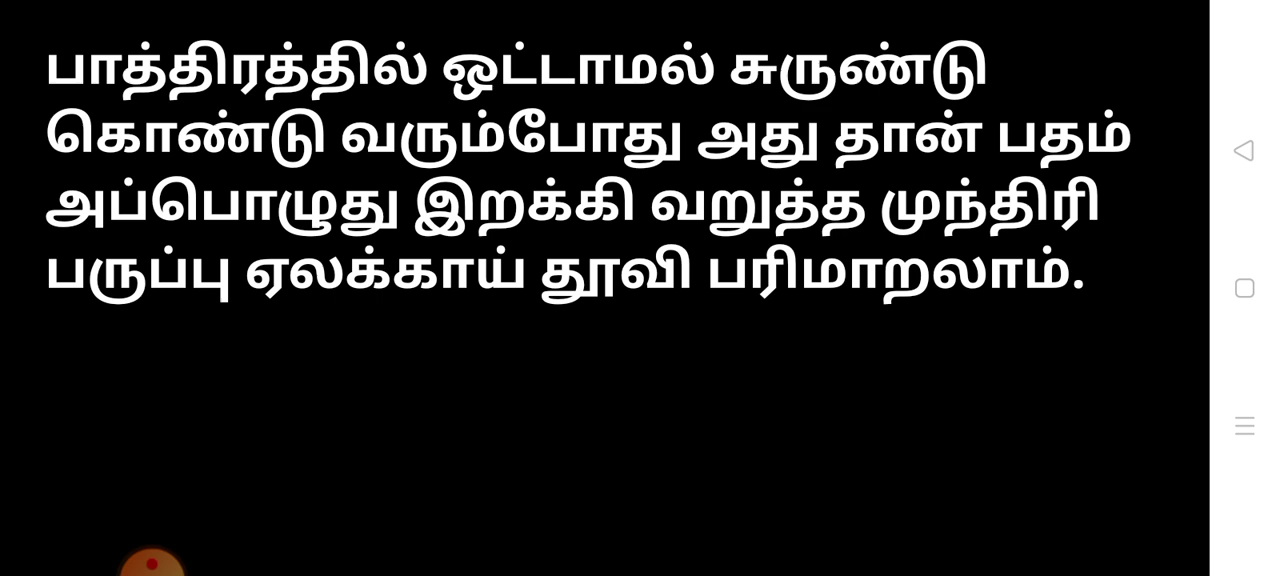 பாத்திரத்தில் ஒட்டாமல் சுருண்டு
கொண்டு வரும்போது அது தான் பதம்
அப்பொழுது இறக்கி வறுத்த முந்திரி
பருப்பு ஏலக்காய் தூவி பரிமாறலாம்.